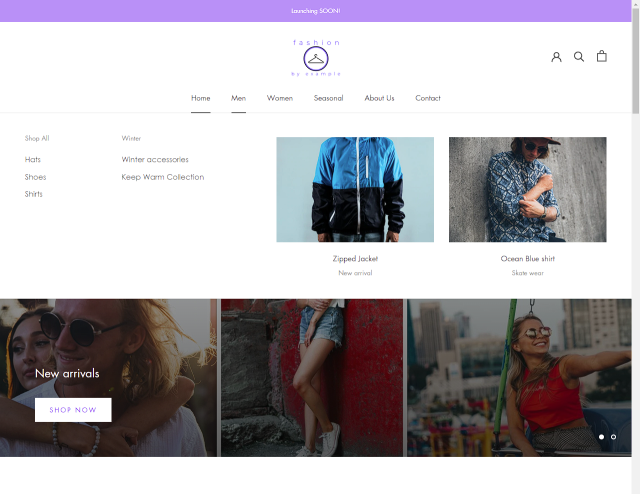 Launching SOON!
fashion
by example
Home Men Women Seasonal About Us Contact
Shop All
Hats
Shoes
Shirts
Winter
Winter accessories
Keep Warm Collection
Zipped Jacket
New arrival
Ocean Blue shirt
Skate wear
New arrivals
SHOP NOW